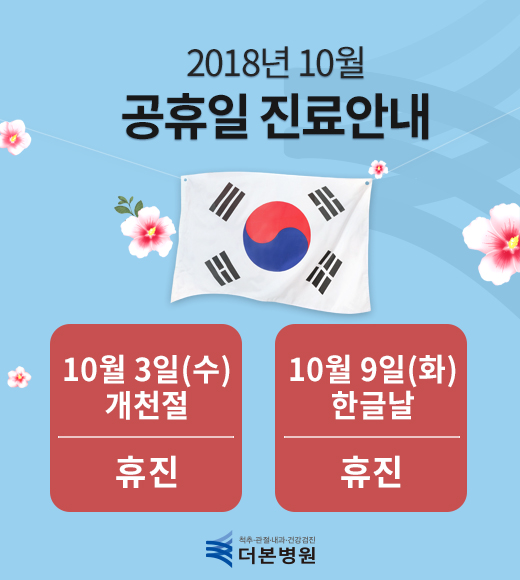 2018년 10월
공휴일 진료안내
10월 3일(수)
개천절
휴진
10월 9일(화)
한글날
휴진
척추·관절·내과·건강검진
더본병원